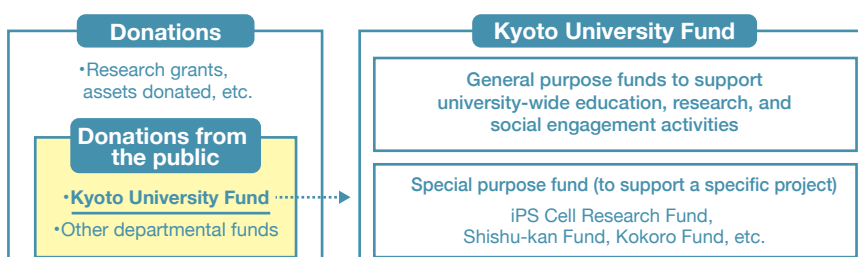 Donations
・Research grants,
assets donated, etc.
Donations from
the public
・Kyoto University Fund
・Other departmental funds
Kyoto University Fund
General purpose funds to support
university-wide education, research, and
social engagement activities
Special purpose fund (to support a specific project)
iPS Cell Research Fund,
Shishu-kan Fund, Kokoro Fund, etc.